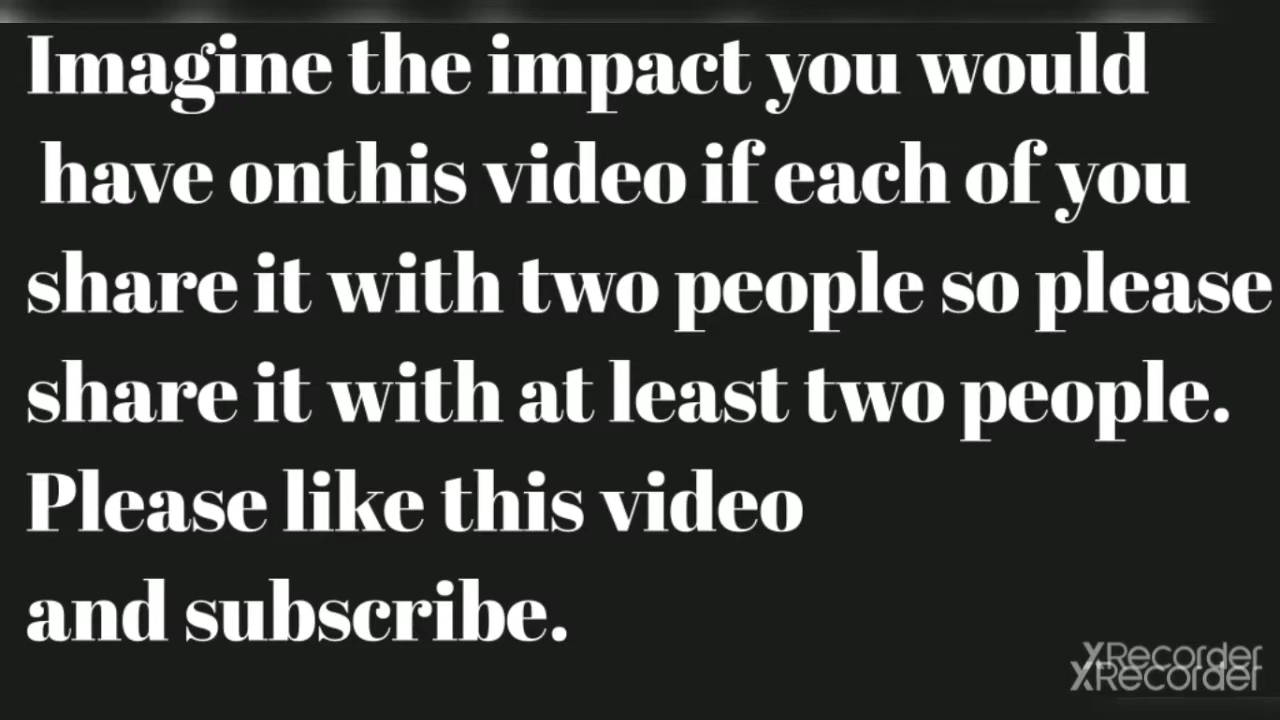 Imagine the impact you would
have onthis video if each of you
share it with two people so please
share it with at least two people.
Please like this video
and subscribe.
XRecorder
XRecorder